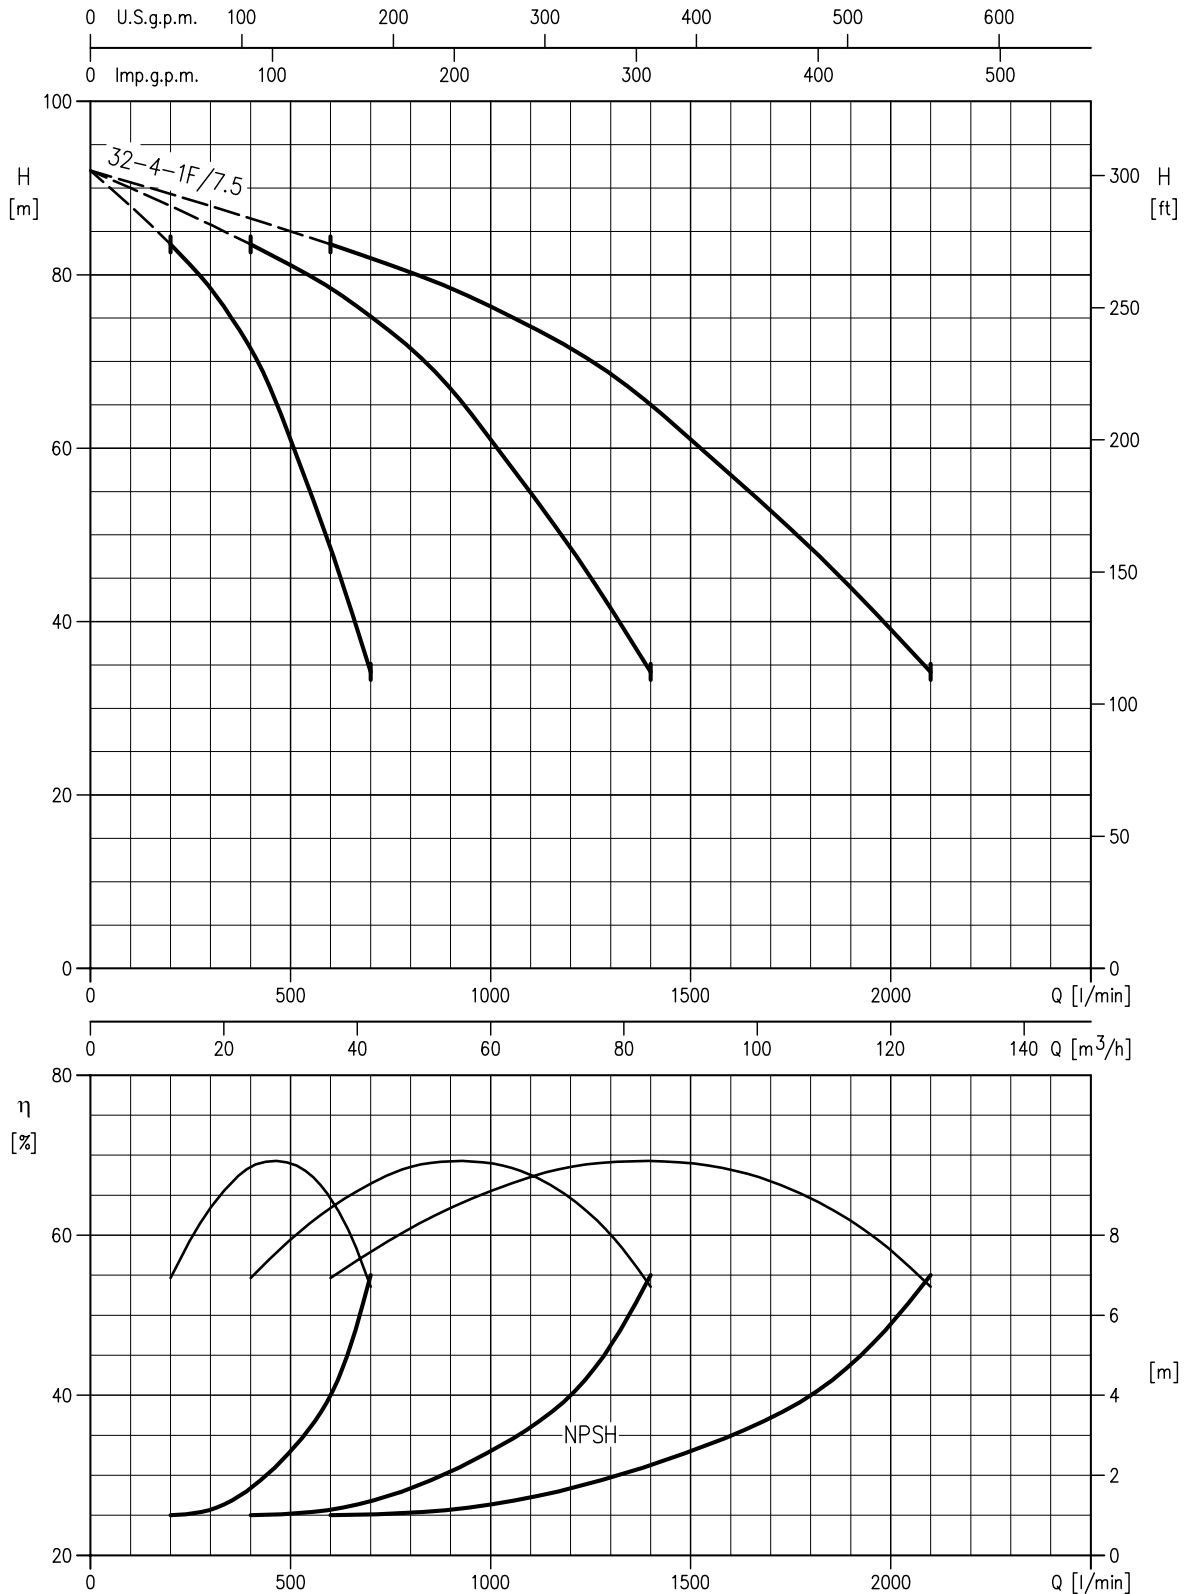 0 U.S.g.p.m. 100 200 300 400 500 600
0 Imp.g.p.m. 100 200 300 400 500
100
32-4-1F/7.5
H
[m]
300 H
[ft]
80
250
60
200
150
40
100
20
50
0
0
0 500 1000 1500 2000 Q [l/min]
0 20 40 60 80 100 120 140 Q [m³/h]
80
η
[%]
60
8
6
40
4
[m]
NPSH
2
20
0
0 500 1000 1500 2000 Q [l/min]